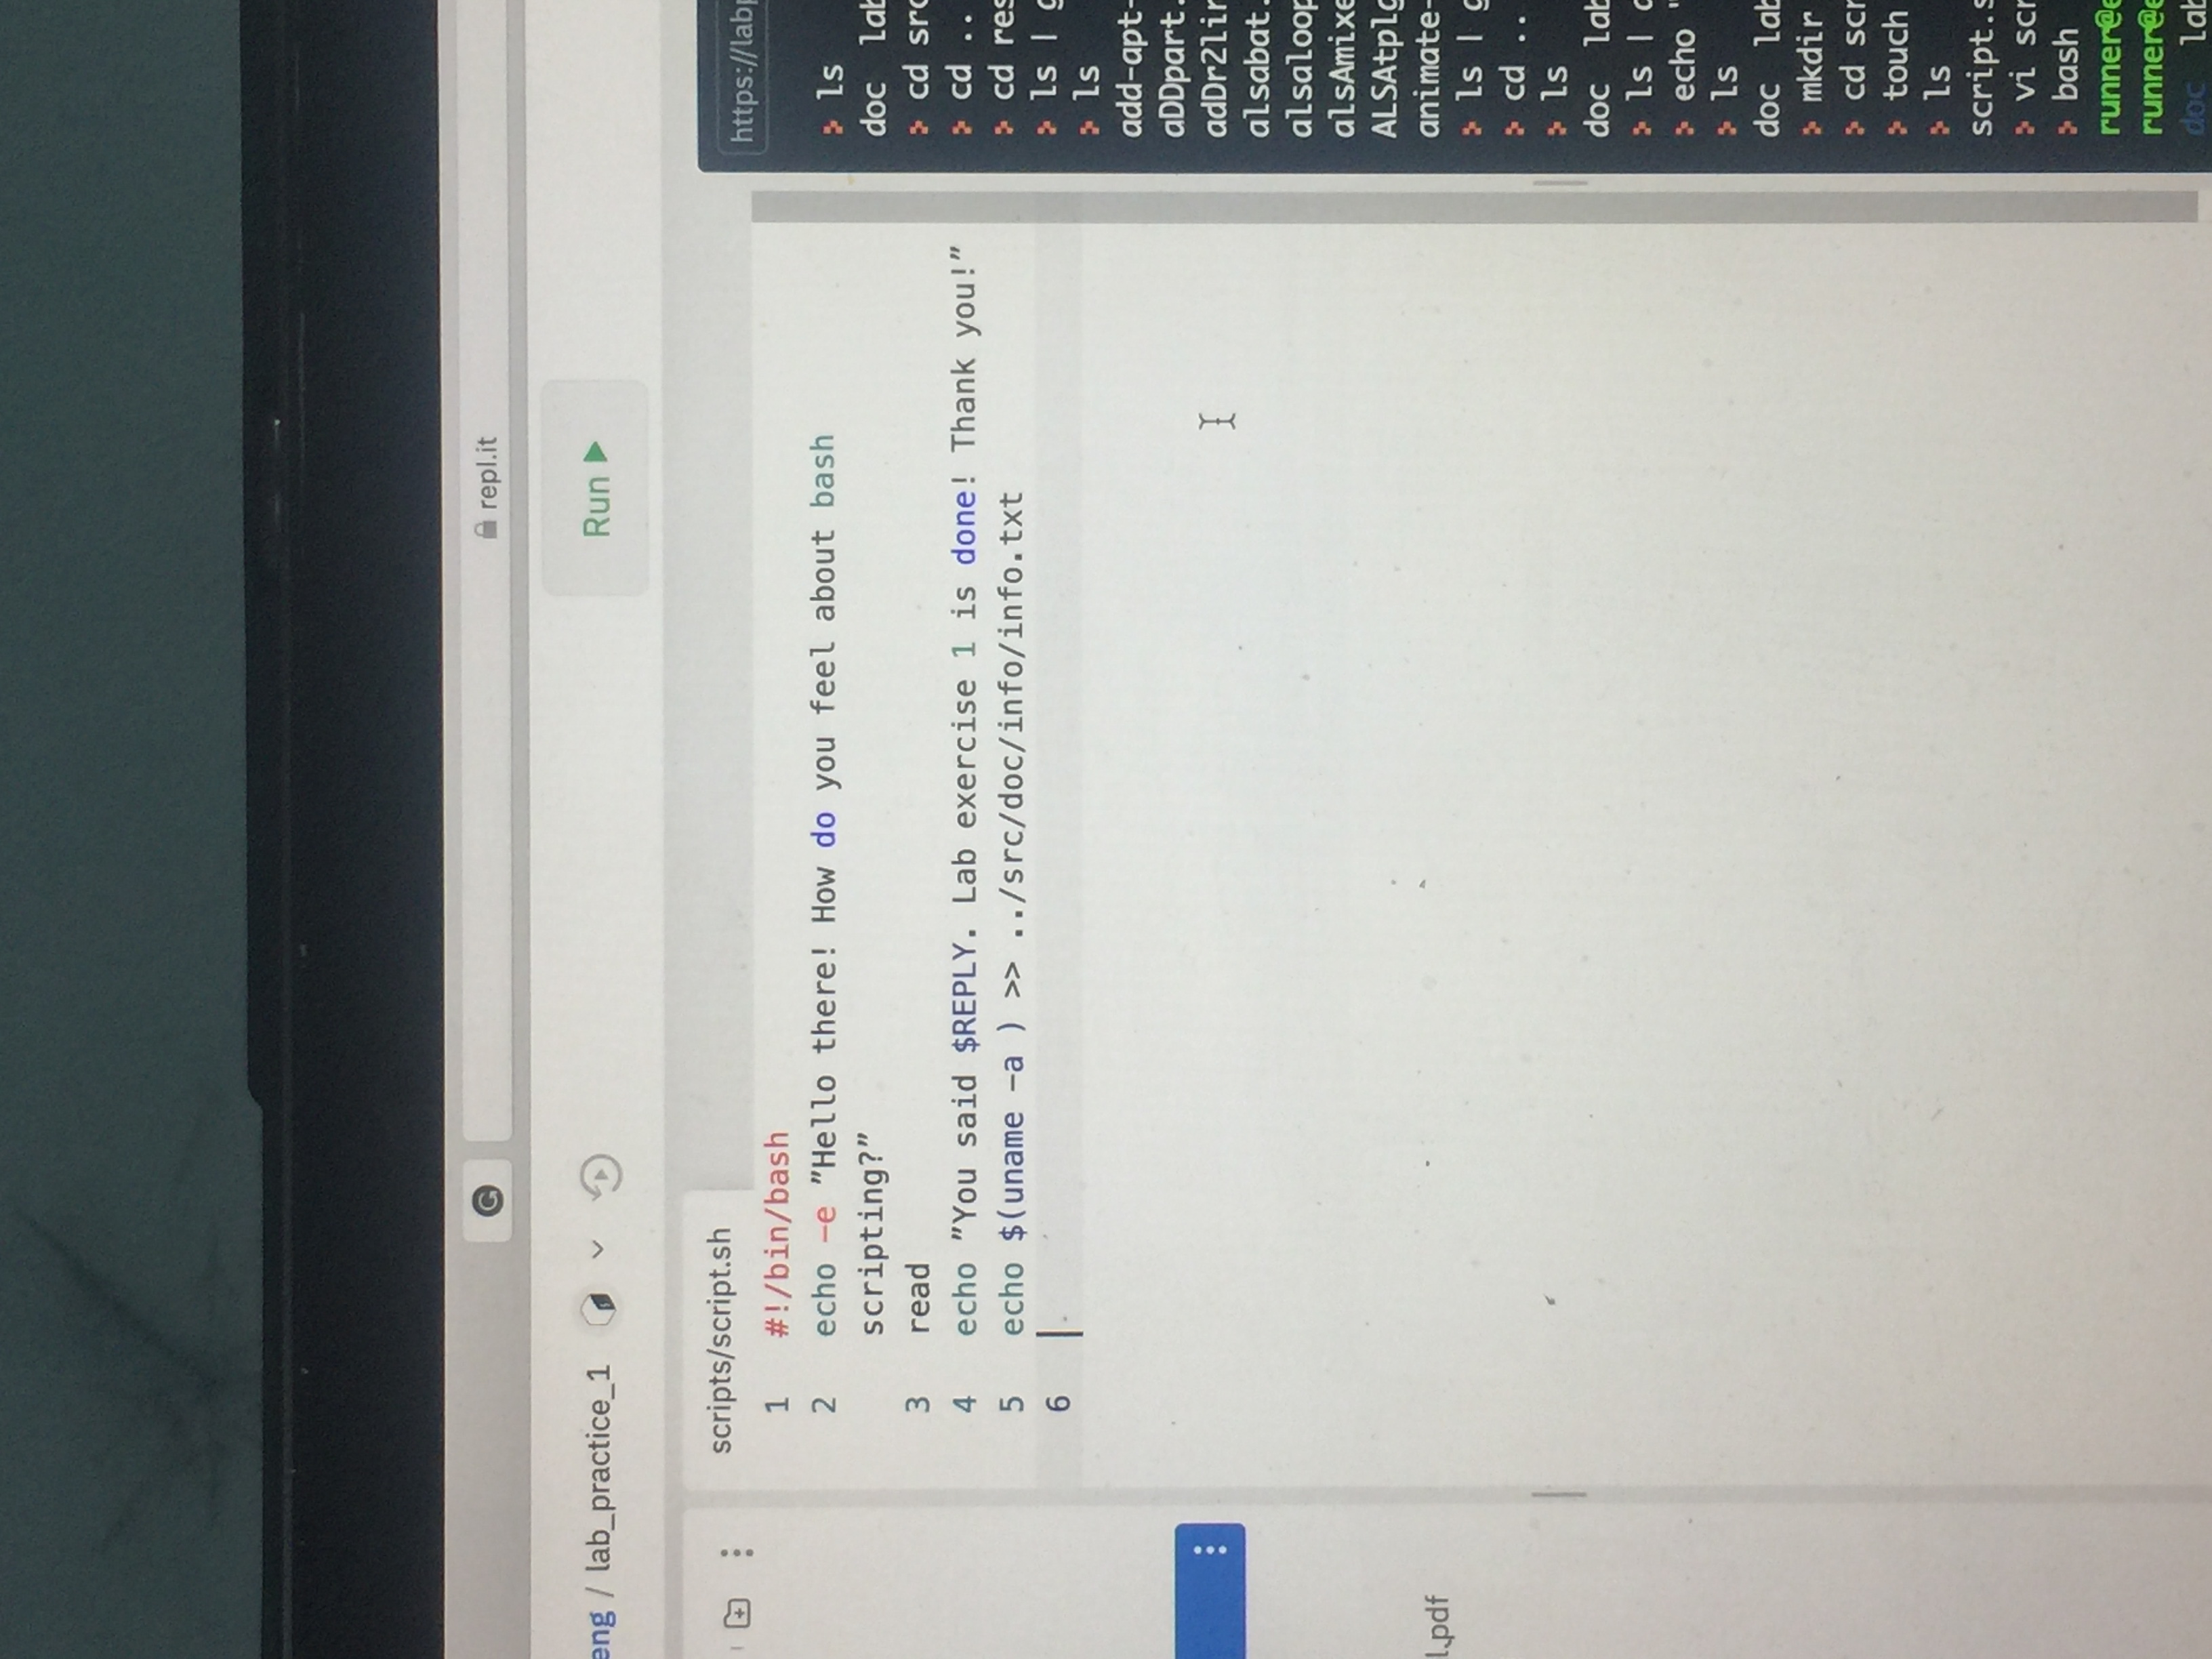 repl.it
eng / lab_practice_1
Run
scripts/script.sh
1 #!/bin/bash
2 echo –e ”Hello there! How do you feel about bash
scripting?”
3 read
4 echo ”You said $REPLY. Lab exercise 1 is done! Thank you!”
5 echo $(uname –a ) >> ../src/doc/info/info.txt
6
l.pdf
https://lab
ls
doc lab
cd src
cd ..
cd res
ls | g
ls
add-apt-
aDDpart.
adDr2lin
alsabat.
alsaloop
alsAmixe
ALSAtplg
animate-
ls | g
cd ..
ls
doc lab
ls |
echo "
ls
doc lab
mkdir
cd scr
touch
ls
script.s
vi scr
bash
runner@e
runner@e
doc lab